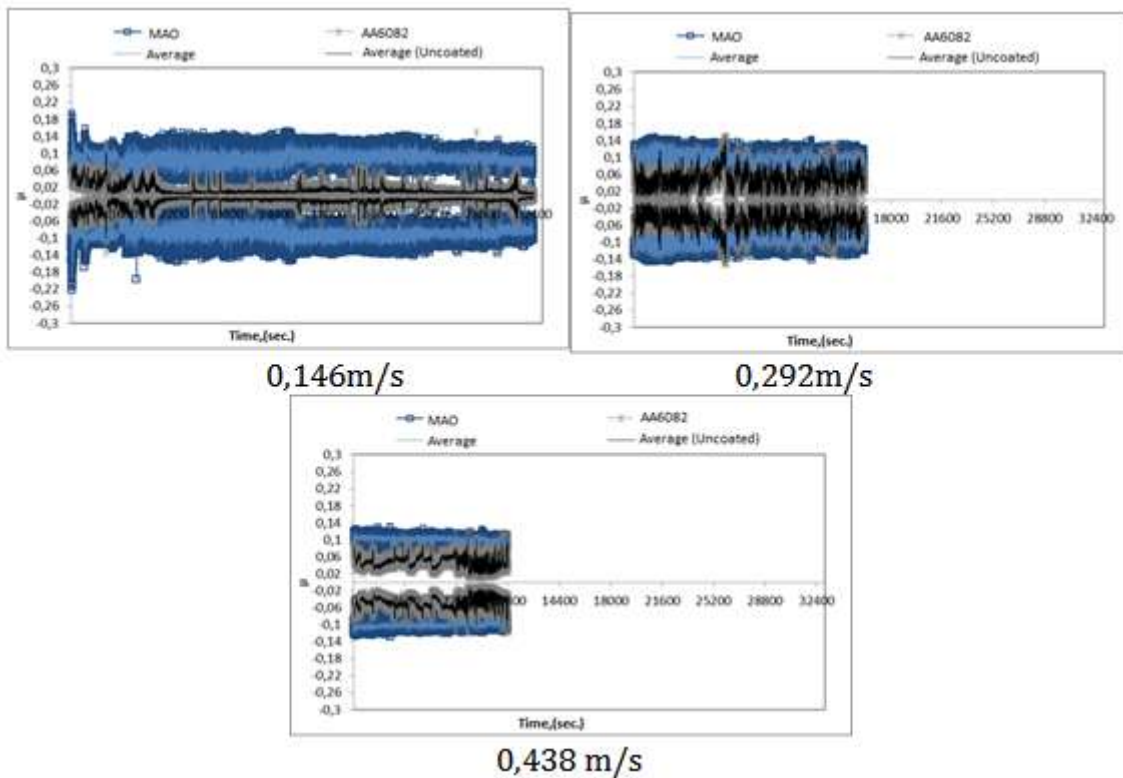 MAO AA6082
Average Average (Uncoated)
0,3
0,26
0,22
0,18
0,14
0,1
0,06
0,02
-0,02
-0,06
-0,1
-0,14
-0,18
-0,22
-0,26
-0,3
µ
Time,(sec.)
0,146m/s
MAO AA6082
Average Average (Uncoated)
0,3
0,26
0,22
0,18
0,14
0,1
0,06
0,02
-0,02
-0,06
-0,1
-0,14
-0,18
-0,22
-0,26
-0,3
µ
18000 21600 25200 28800 32400
Time,(sec.)
0,292m/s
MAO AA6082
Average Average (Uncoated)
0,3
0,26
0,22
0,18
0,14
0,1
0,06
0,02
-0,02
-0,06
-0,1
-0,14
-0,18
-0,22
-0,26
-0,3
µ
14400 18000 21600 25200 28800 32400
Time,(sec.)
0,438 m/s